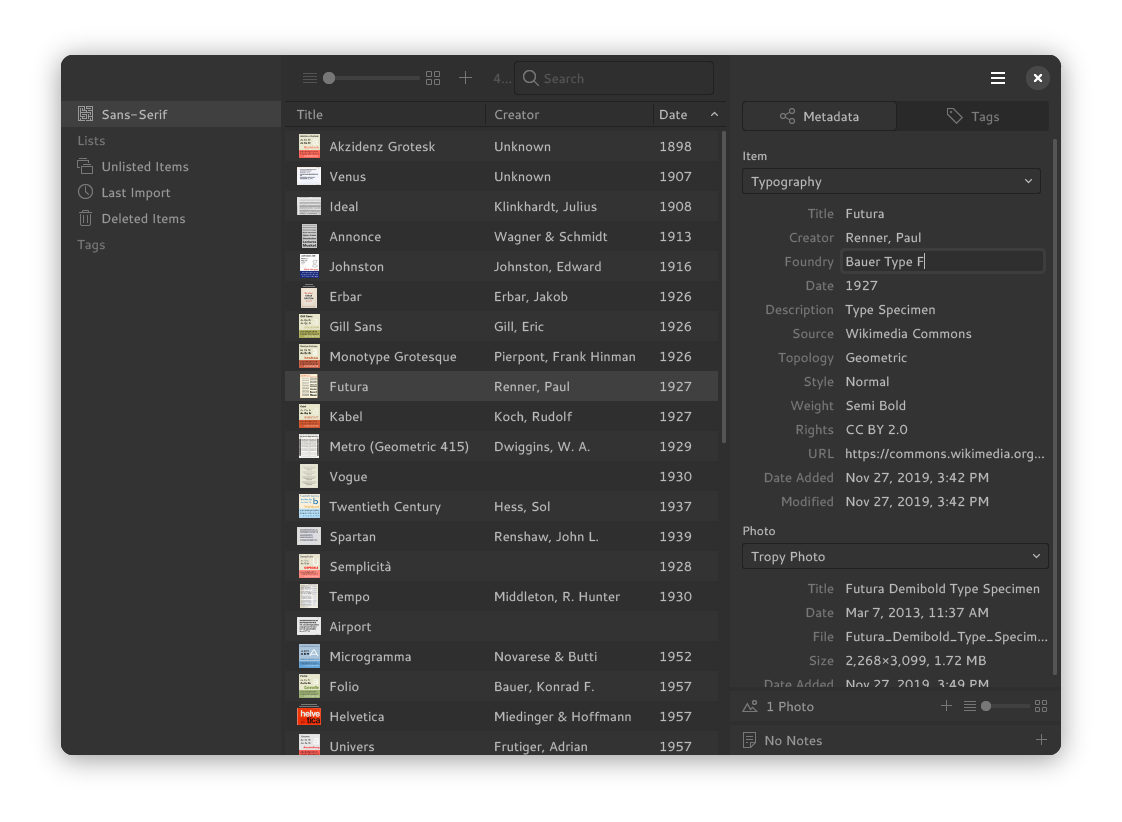 4... Search
Sans-Serif
Lists
Unlisted Items
Last Import
Deleted Items
Tags
Title Creator Date
Akzidenz Grotesk Unknown 1898
Venus Unknown 1907
Ideal Klinkhardt, Julius 1908
Annonce Wagner & Schmidt 1913
Johnston Johnston, Edward 1916
Erbar Erbar, Jakob 1926
Gill Sans Gill, Eric 1926
Monotype Grotesque Pierpont, Frank Hinman 1926
Futura Renner, Paul 1927
Kabel Koch, Rudolf 1927
Metro (Geometric 415) Dwiggins, W. A. 1929
Vogue 1930
Twentieth Century Hess, Sol 1937
Spartan Renshaw, John L. 1939
Semplicità 1928
Tempo Middleton, R. Hunter 1930
Airport
Microgramma Novarese & Butti 1952
Folio Bauer, Konrad F. 1957
Helvetica Miedinger & Hoffmann 1957
Univers Frutiger, Adrian 1957
Metadata Tags
Item
Typography
Title Futura
Creator Renner, Paul
Foundry Bauer Type F
Date 1927
Description Type Specimen
Source Wikimedia Commons
Topology Geometric
Style Normal
Weight Semi Bold
Rights CC BY 2.0
URL https://commons.wikimedia.org...
Date Added Nov 27, 2019, 3:42 PM
Modified Nov 27, 2019, 3:42 PM
Photo
Tropy Photo
Title Futura Demibold Type Specimen
Date Mar 7, 2013, 11:37 AM
File Futura_Demibold_Type_Specim...
Size 2,268×3,099, 1.72 MB
Date Added Nov 27, 2019, 3:49 PM
1 Photo
No Notes